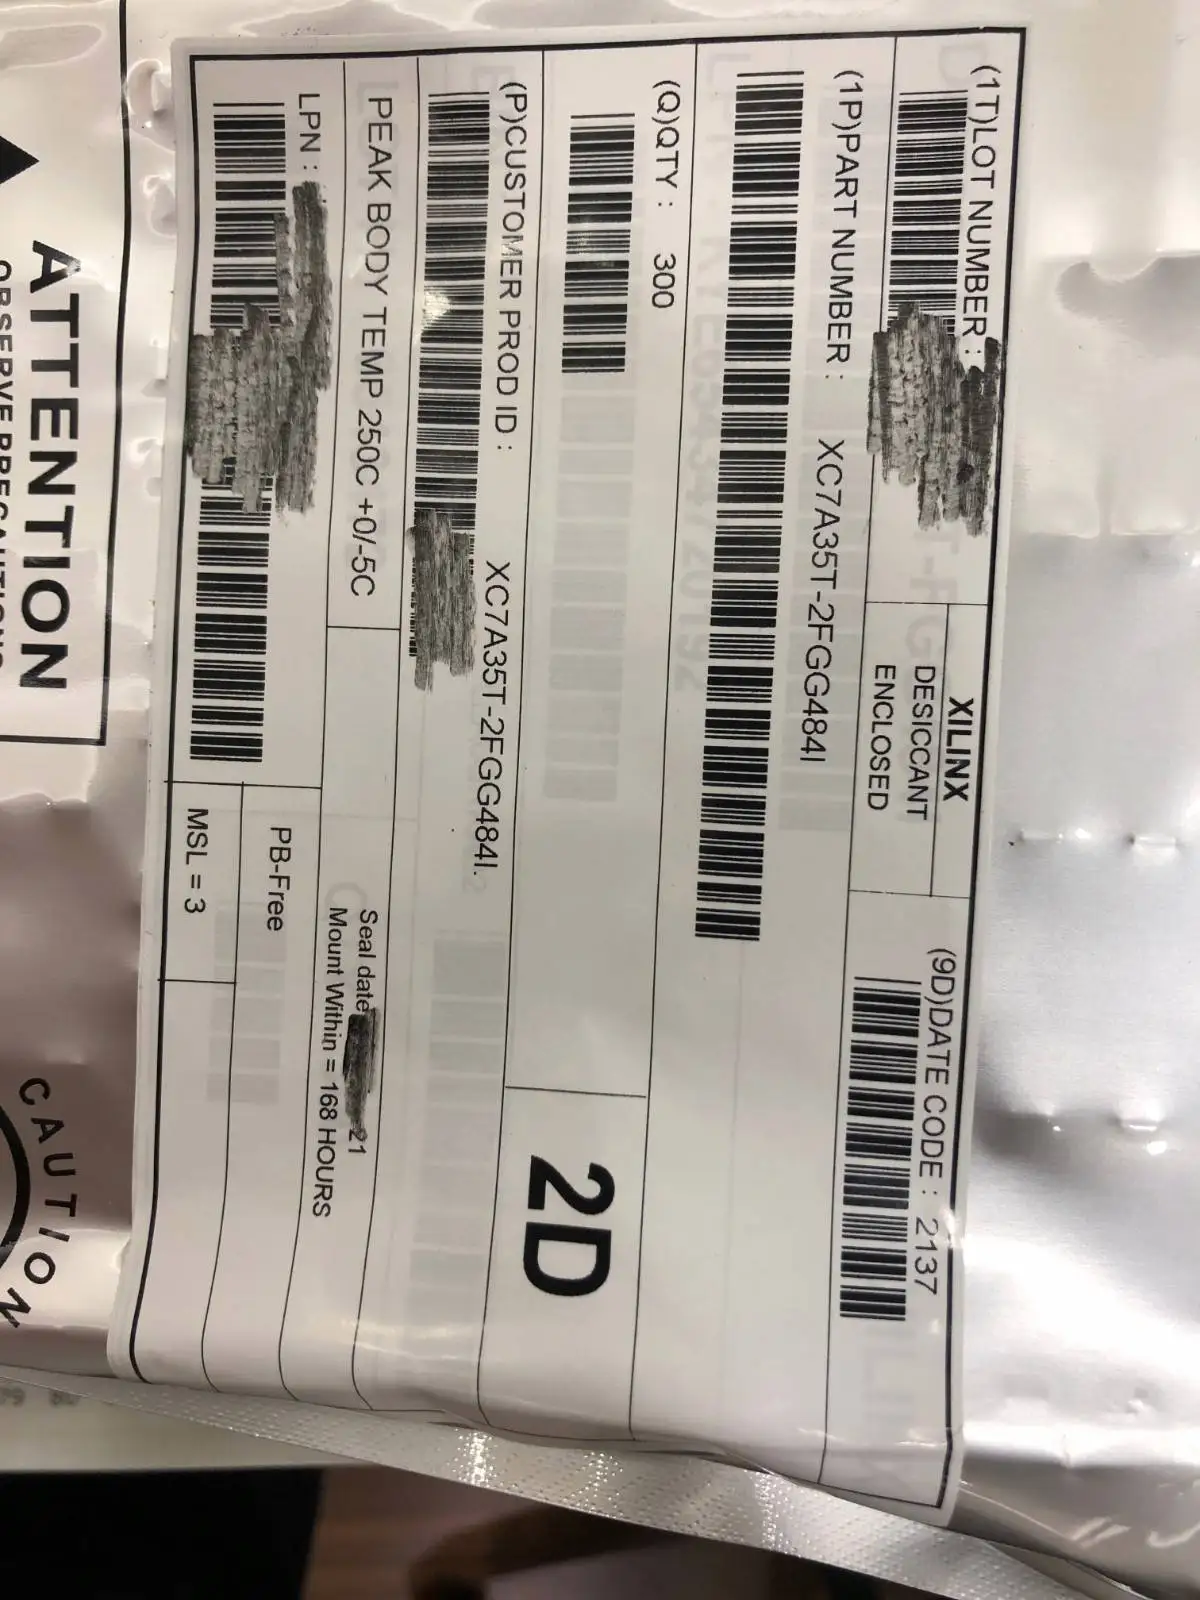 (1T)LOT NUMBER :
XILINX
DESICCANT
ENCLOSED
(9D)DATE CODE : 2137
(1P)PART NUMBER : XC7A35T-2FGG484I
(Q)QTY : 300
2D
(P)CUSTOMER PROD ID : XC7A35T-2FGG484I.
PEAK BODY TEMP 250C +0/-5C
Seal date 21
Mount Within = 168 HOURS
LPN :
PB-Free
MSL = 3
ATTENTION
OBSERVE PRECAUTIONS
CAUTION